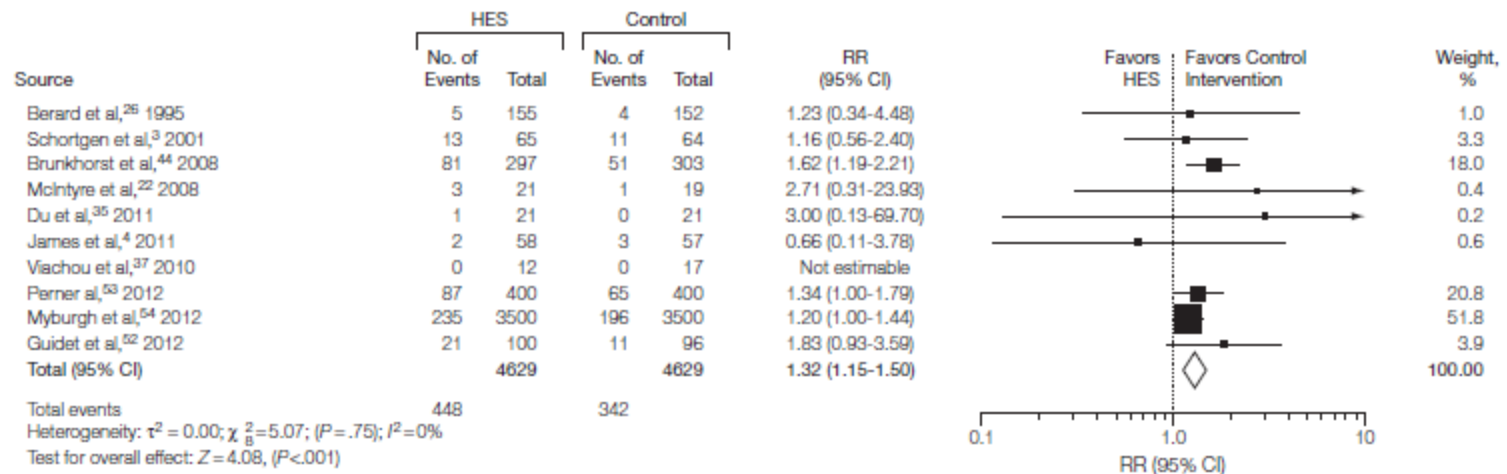 HES Control
Source No. of Events Total No. of Events Total RR (95% CI) Favors HES Favors Control Intervention Weight, %
Berard et al,26 1995 5 155 4 152 1.23 (0.34-4.48) 1.0
Schortgen et al,3 2001 13 65 11 64 1.16 (0.56-2.40) 3.3
Brunkhorst et al,44 2008 81 297 51 303 1.62 (1.19-2.21) 18.0
McIntyre et al,22 2008 3 21 1 19 2.71 (0.31-23.93) 0.4
Du et al,35 2011 1 21 0 21 3.00 (0.13-69.70) 0.2
James et al,4 2011 2 58 3 57 0.66 (0.11-3.78) 0.6
Viachou et al,37 2010 0 12 0 17 Not estimable
Perner al,53 2012 87 400 65 400 1.34 (1.00-1.79) 20.8
Myburgh et al,54 2012 235 3500 196 3500 1.20 (1.00-1.44) 51.8
Guidet et al,52 2012 21 100 11 96 1.83 (0.93-3.59) 3.9
Total (95% CI) 4629 4629 1.32 (1.15-1.50) 100.00
Total events 448 342
Heterogeneity: τ2 = 0.00; χ 2 8=5.07; (P=.75); I2=0%
Test for overall effect: Z=4.08, (P<.001)
0.1 1.0 10
RR (95% CI)